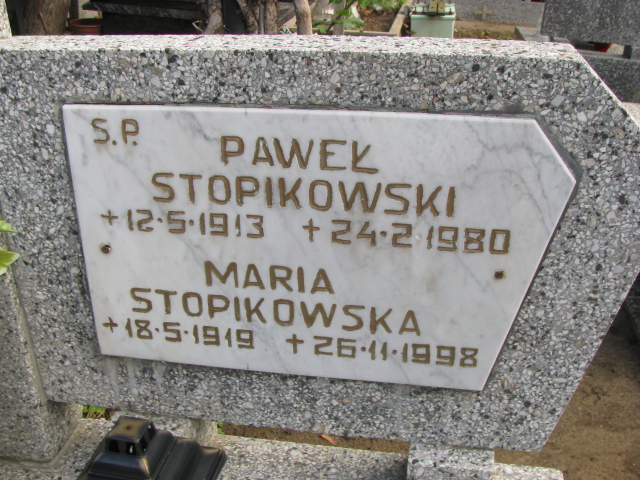 S.P.
PAWEŁ
STOPIKOWSKI
+12·5·1913 +24·2·1980
MARIA
STOPIKOWSKA
+18·5·1919 +26·11·1998